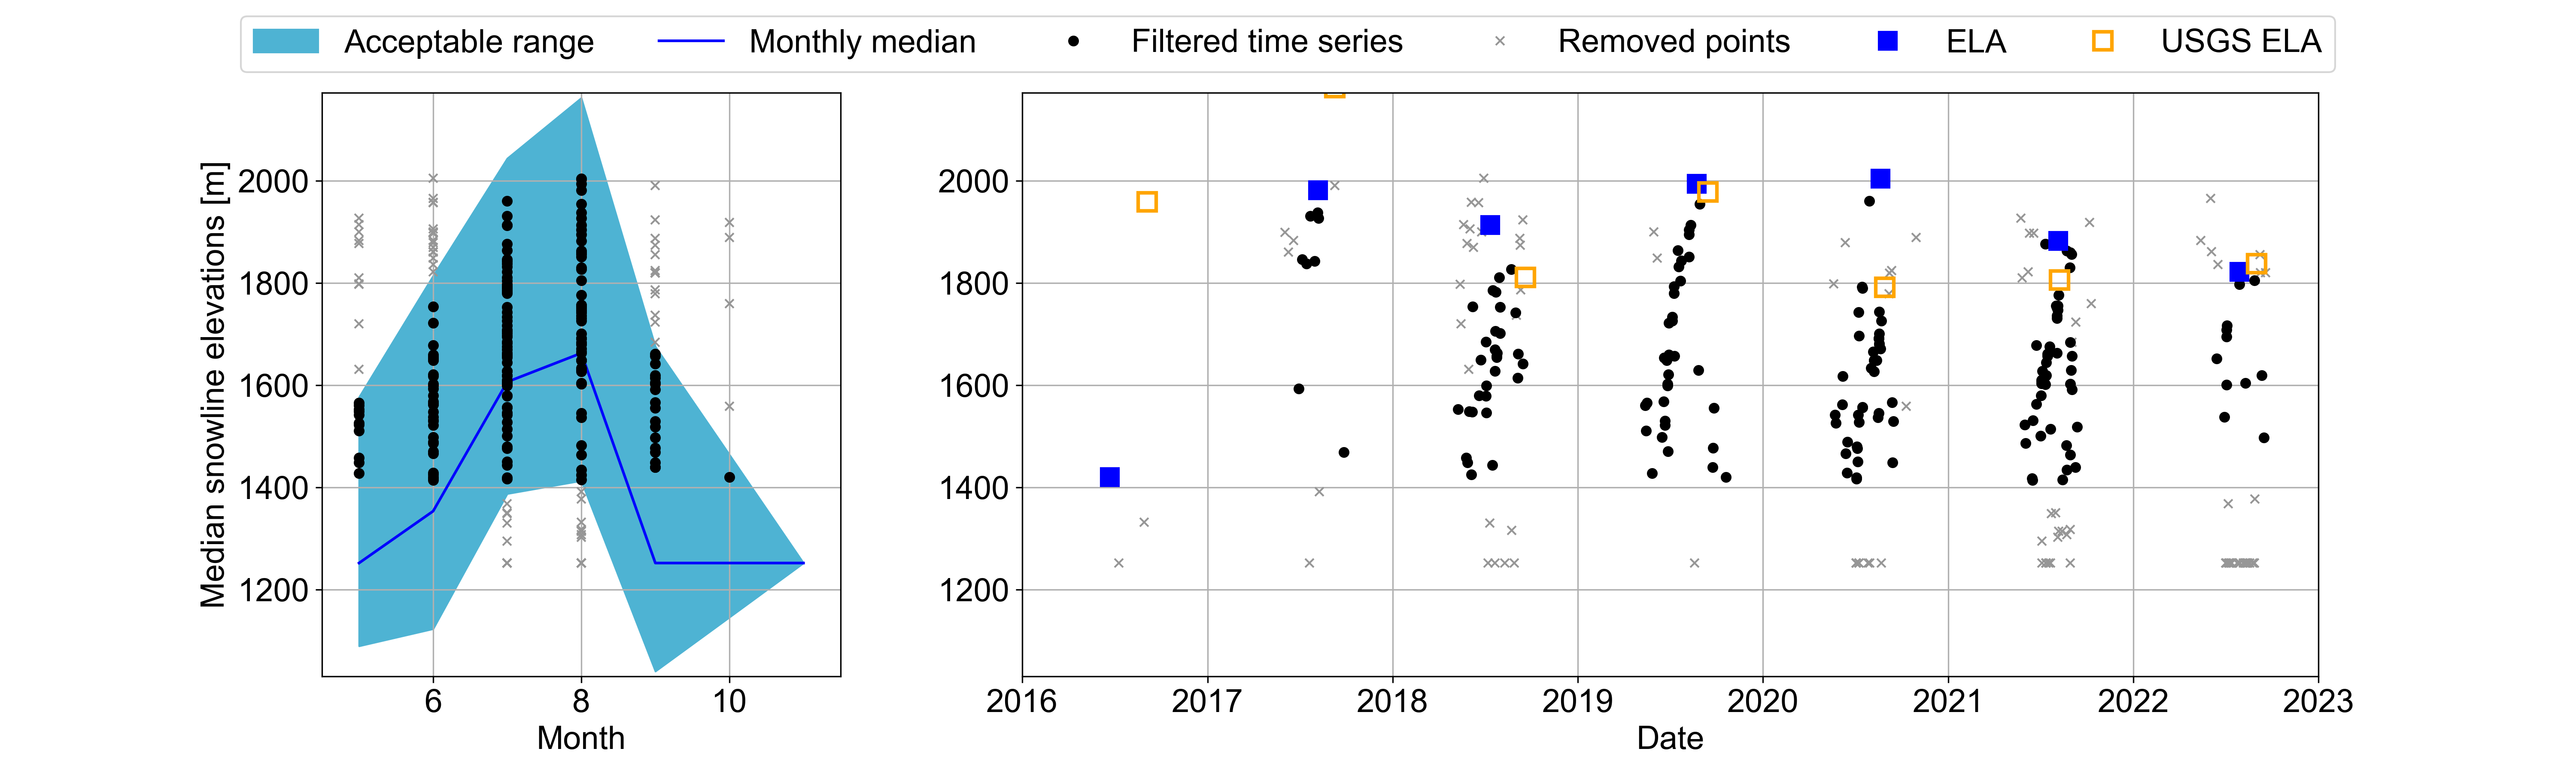 Acceptable range Monthly median Filtered time series Removed points ELA USGS ELA
Median snowline elevations [m]
2000
1800
1600
1400
1200
6 8 10
Month
2000
1800
1600
1400
1200
2016 2017 2018 2019 2020 2021 2022 2023
Date